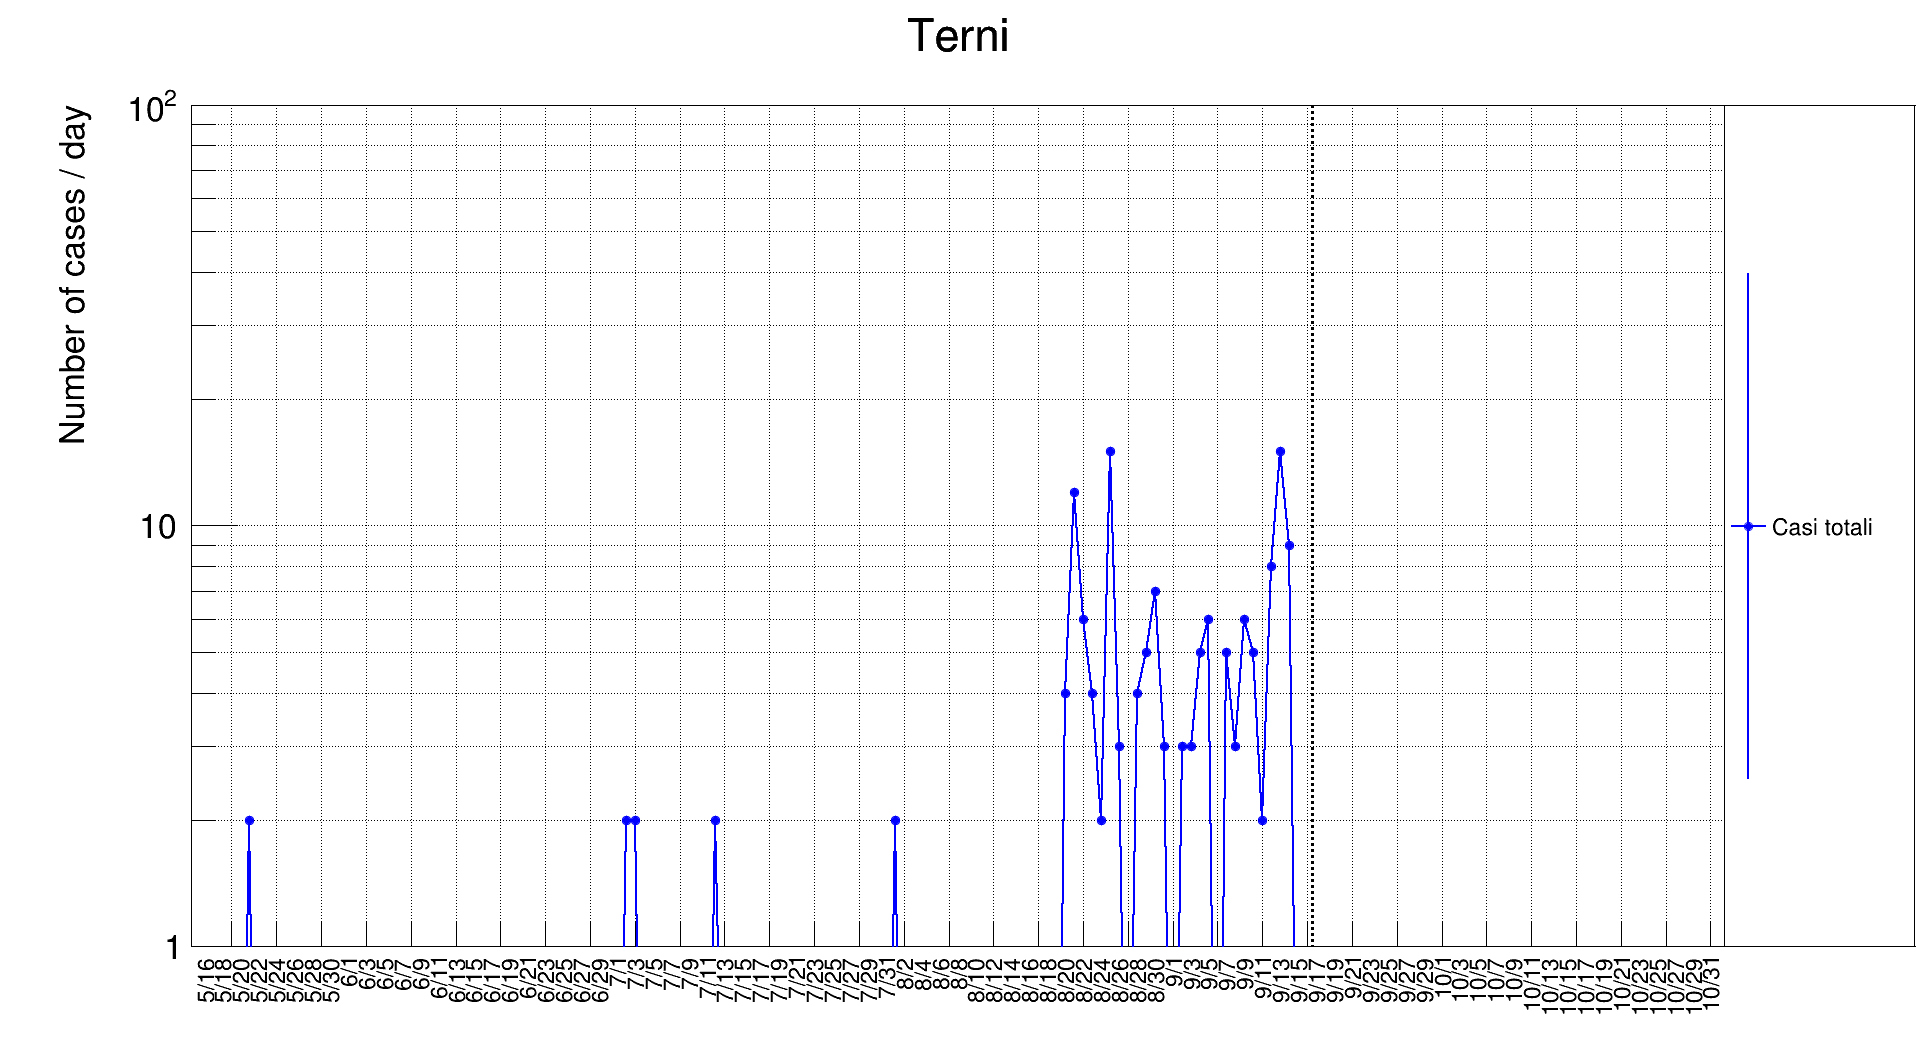 Terni
Number of cases / day
10²
10
1
5/16 5/18 5/20 5/22 5/24 5/26 5/28 5/30 6/1 6/3 6/5 6/7 6/9 6/11 6/13 6/15 6/17 6/19 6/21 6/23 6/25 6/27 6/29 7/1 7/3 7/5 7/7 7/9 7/11 7/13 7/15 7/17 7/19 7/21 7/23 7/25 7/27 7/29 7/31 8/2 8/4 8/6 8/8 8/10 8/12 8/14 8/16 8/18 8/20 8/22 8/24 8/26 8/28 8/30 9/1 9/3 9/5 9/7 9/9 9/11 9/13 9/15 9/17 9/19 9/21 9/23 9/25 9/27 9/29 10/1 10/3 10/5 10/7 10/9 10/11 10/13 10/15 10/17 10/19 10/21 10/23 10/25 10/27 10/29 10/31
Casi totali